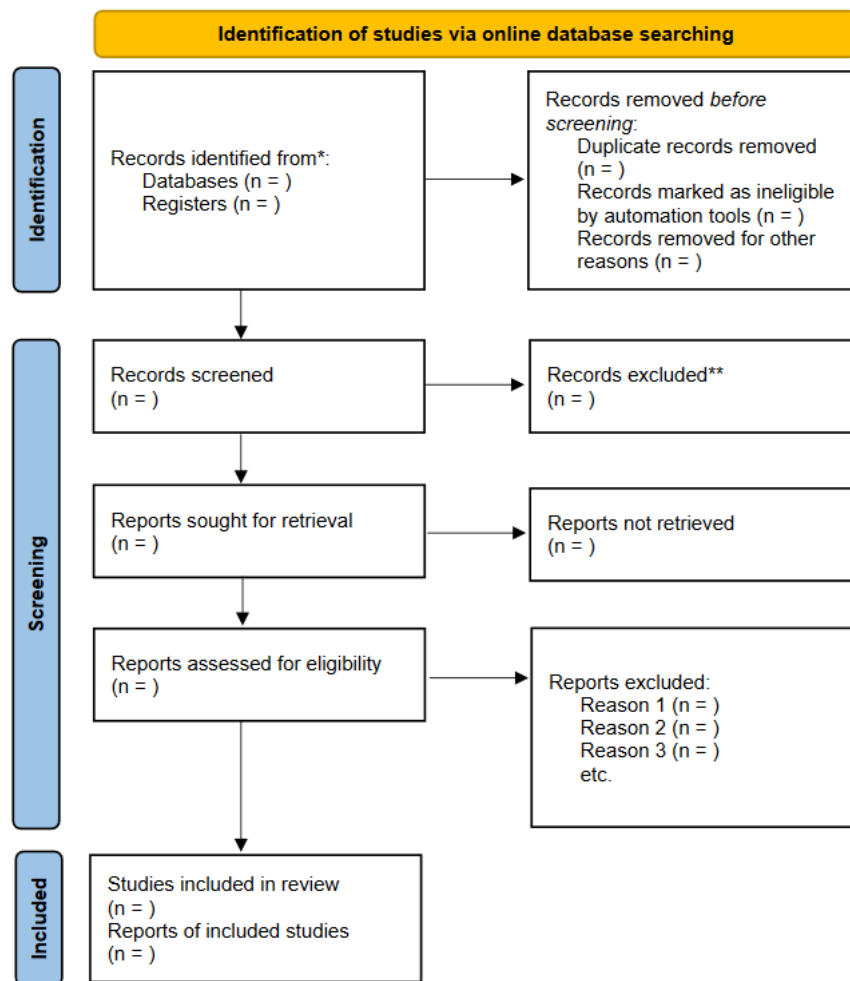 Identification of studies via online database searching
Identification
Records identified from*:
Databases (n = )
Registers (n = )
Records removed before
screening:
Duplicate records removed
(n = )
Records marked as ineligible
by automation tools (n = )
Records removed for other
reasons (n = )
Screening
Records screened
(n = )
Records excluded**
(n = )
Reports sought for retrieval
(n = )
Reports not retrieved
(n = )
Reports assessed for eligibility
(n = )
Reports excluded:
Reason 1 (n = )
Reason 2 (n = )
Reason 3 (n = )
etc.
Included
Studies included in review
(n = )
Reports of included studies
(n = )